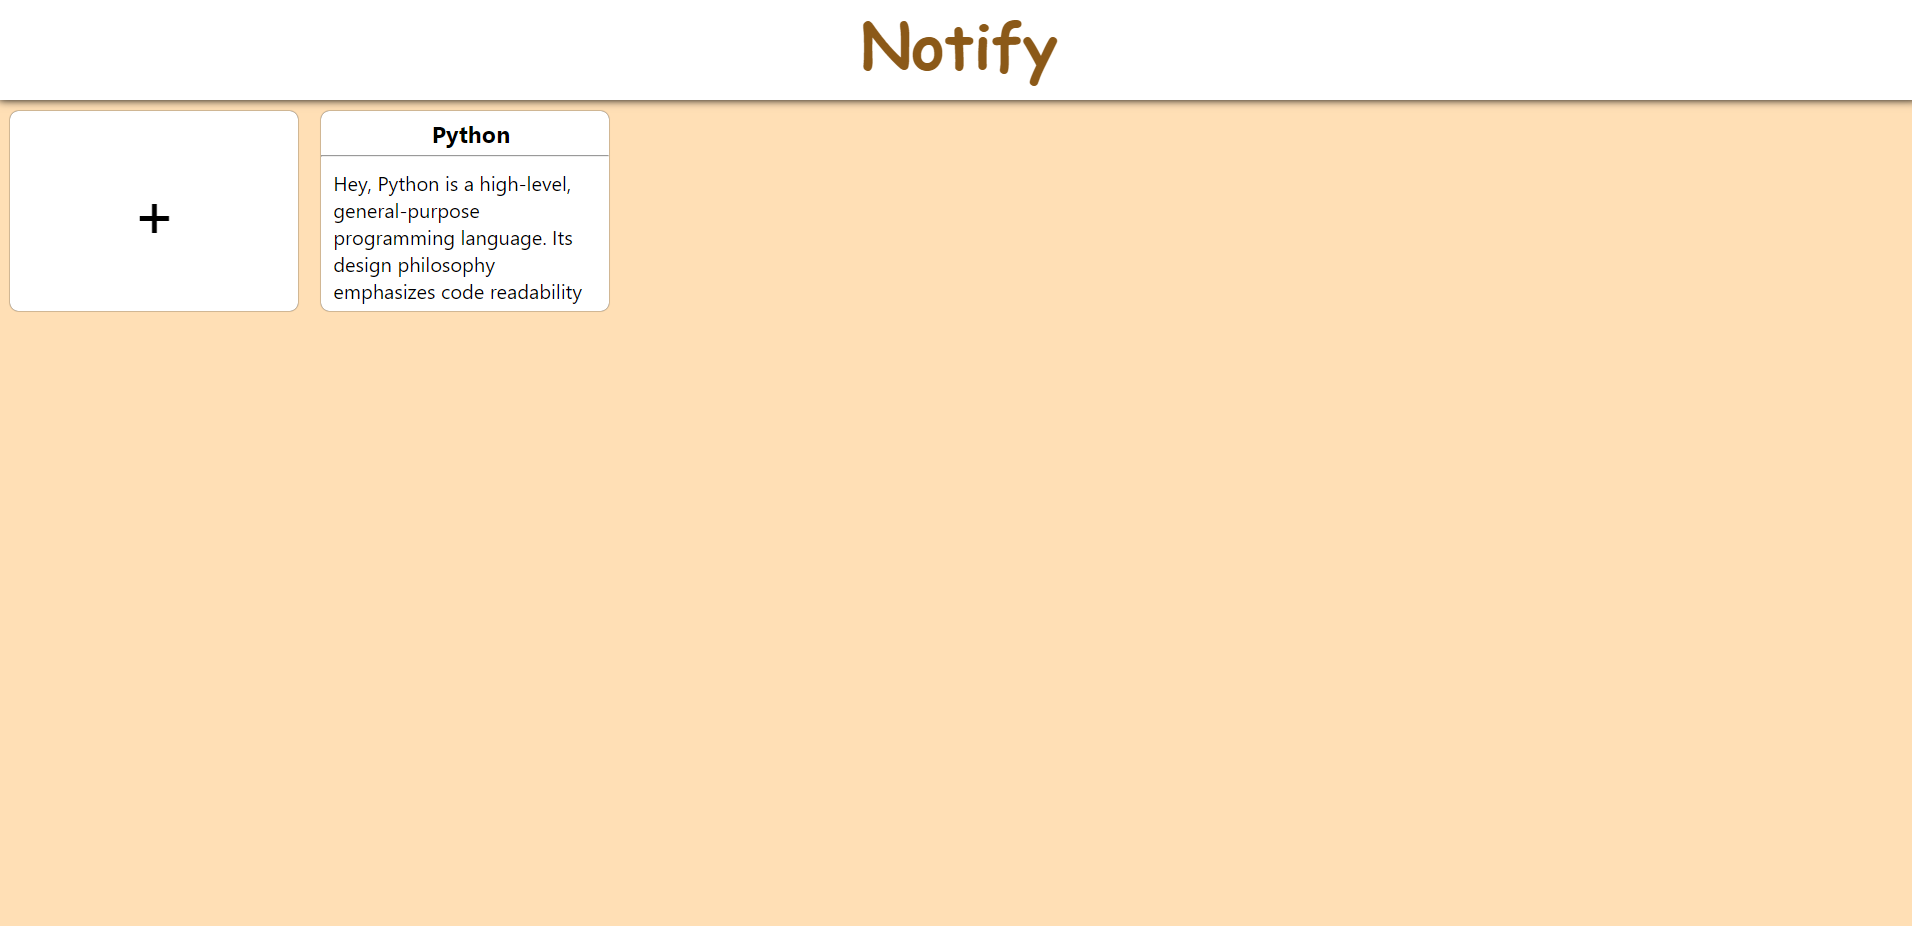 Notify
+
Python
Hey, Python is a high-level,
general-purpose
programming language. Its
design philosophy
emphasizes code readability